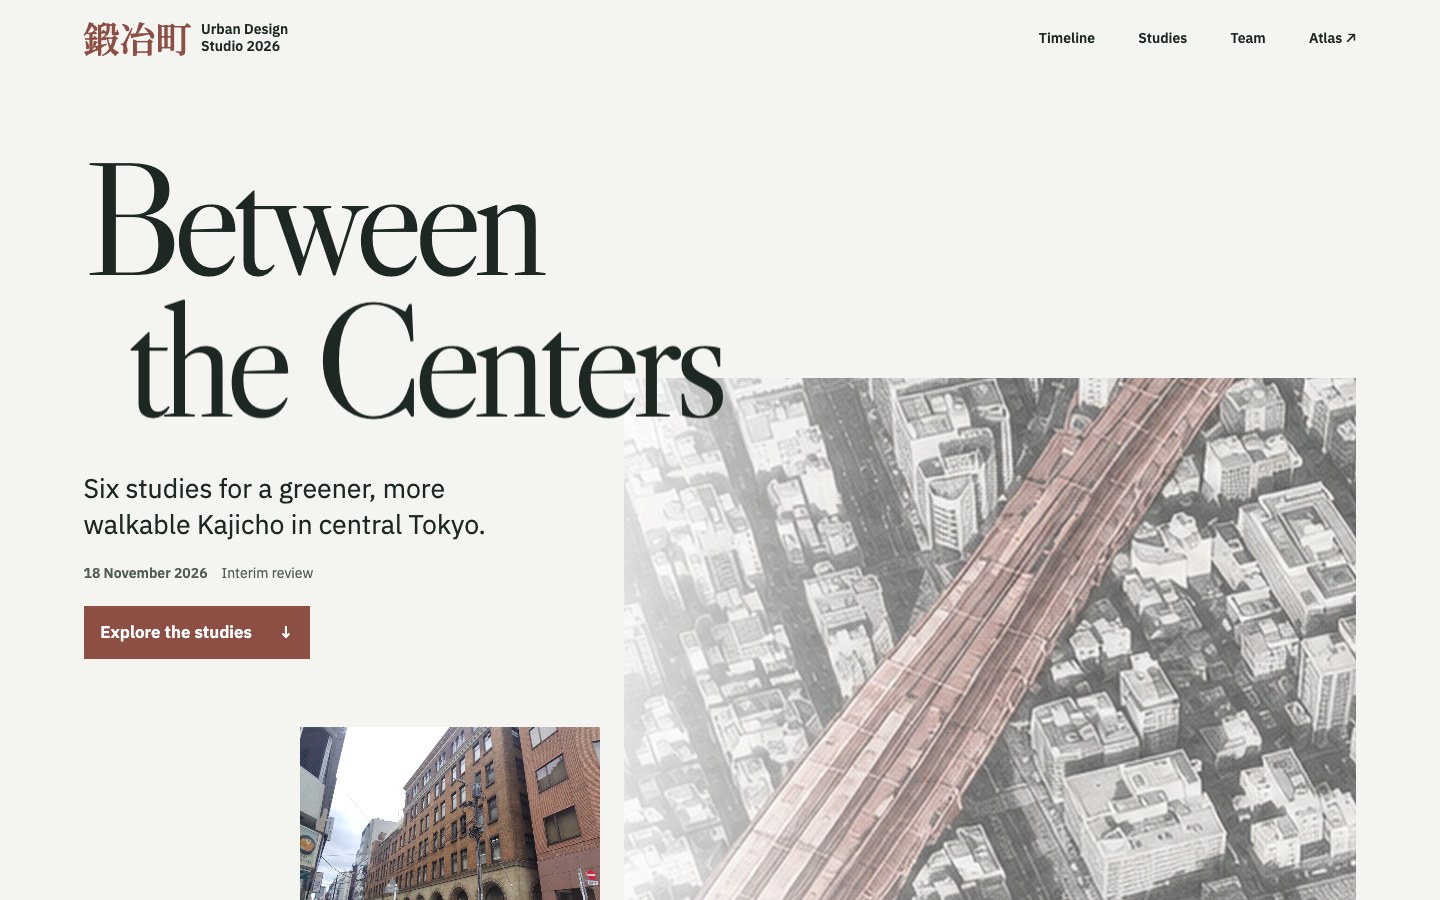 鍛冶町
Urban Design
Studio 2026
Timeline
Studies
Team
Atlas ↗
Between
the Centers
Six studies for a greener, more
walkable Kajicho in central Tokyo.
18 November 2026 Interim review
Explore the studies ↓